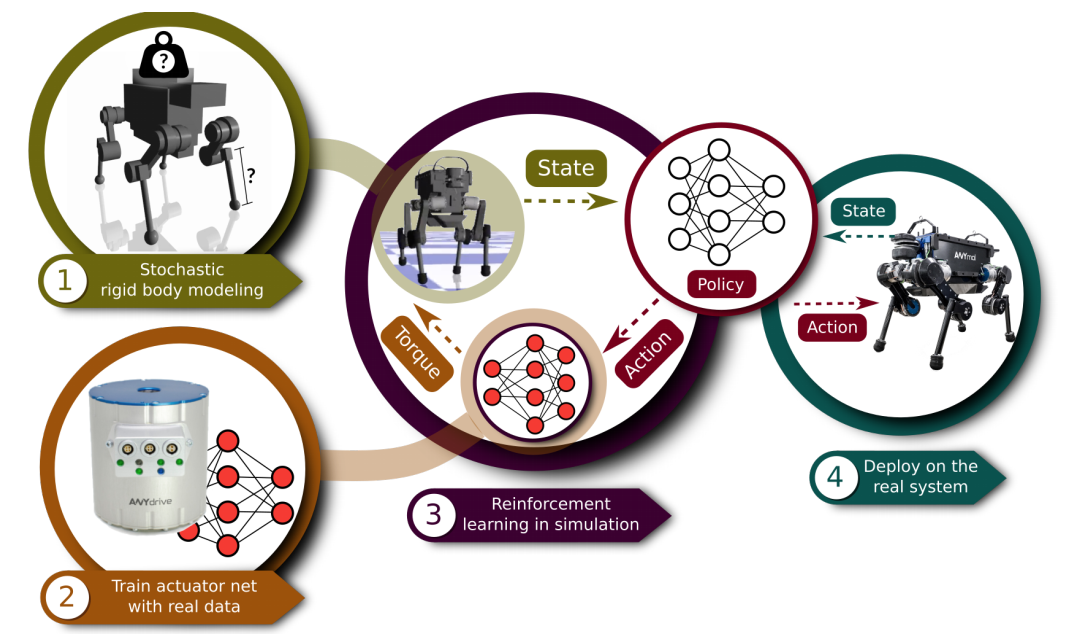 ?
?
1
Stochastic
rigid body modeling
ANYdrive
2
Train actuator net
with real data
State
Torque
Action
Policy
3
Reinforcement
learning in simulation
State
Action
ANYmal
4
Deploy on the
real system